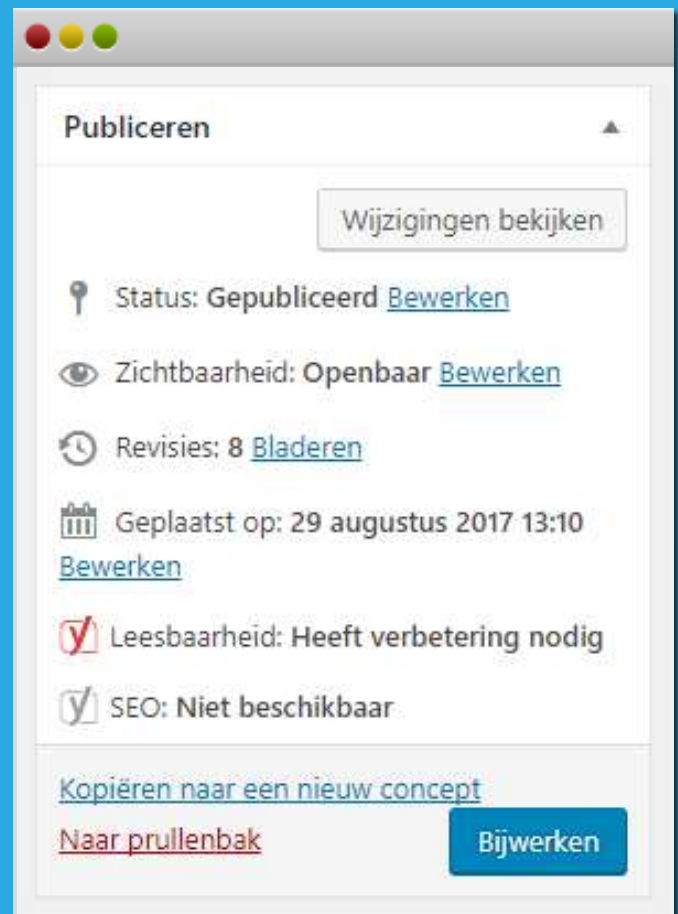 Publiceren
Wijzigingen bekijken
Status: Gepubliceerd Bewerken
Zichtbaarheid: Openbaar Bewerken
Revisies: 8 Bladeren
Geplaatst op: 29 augustus 2017 13:10
Bewerken
Leesbaarheid: Heeft verbetering nodig
SEO: Niet beschikbaar
Kopiëren naar een nieuw concept
Naar prullenbak
Bijwerken